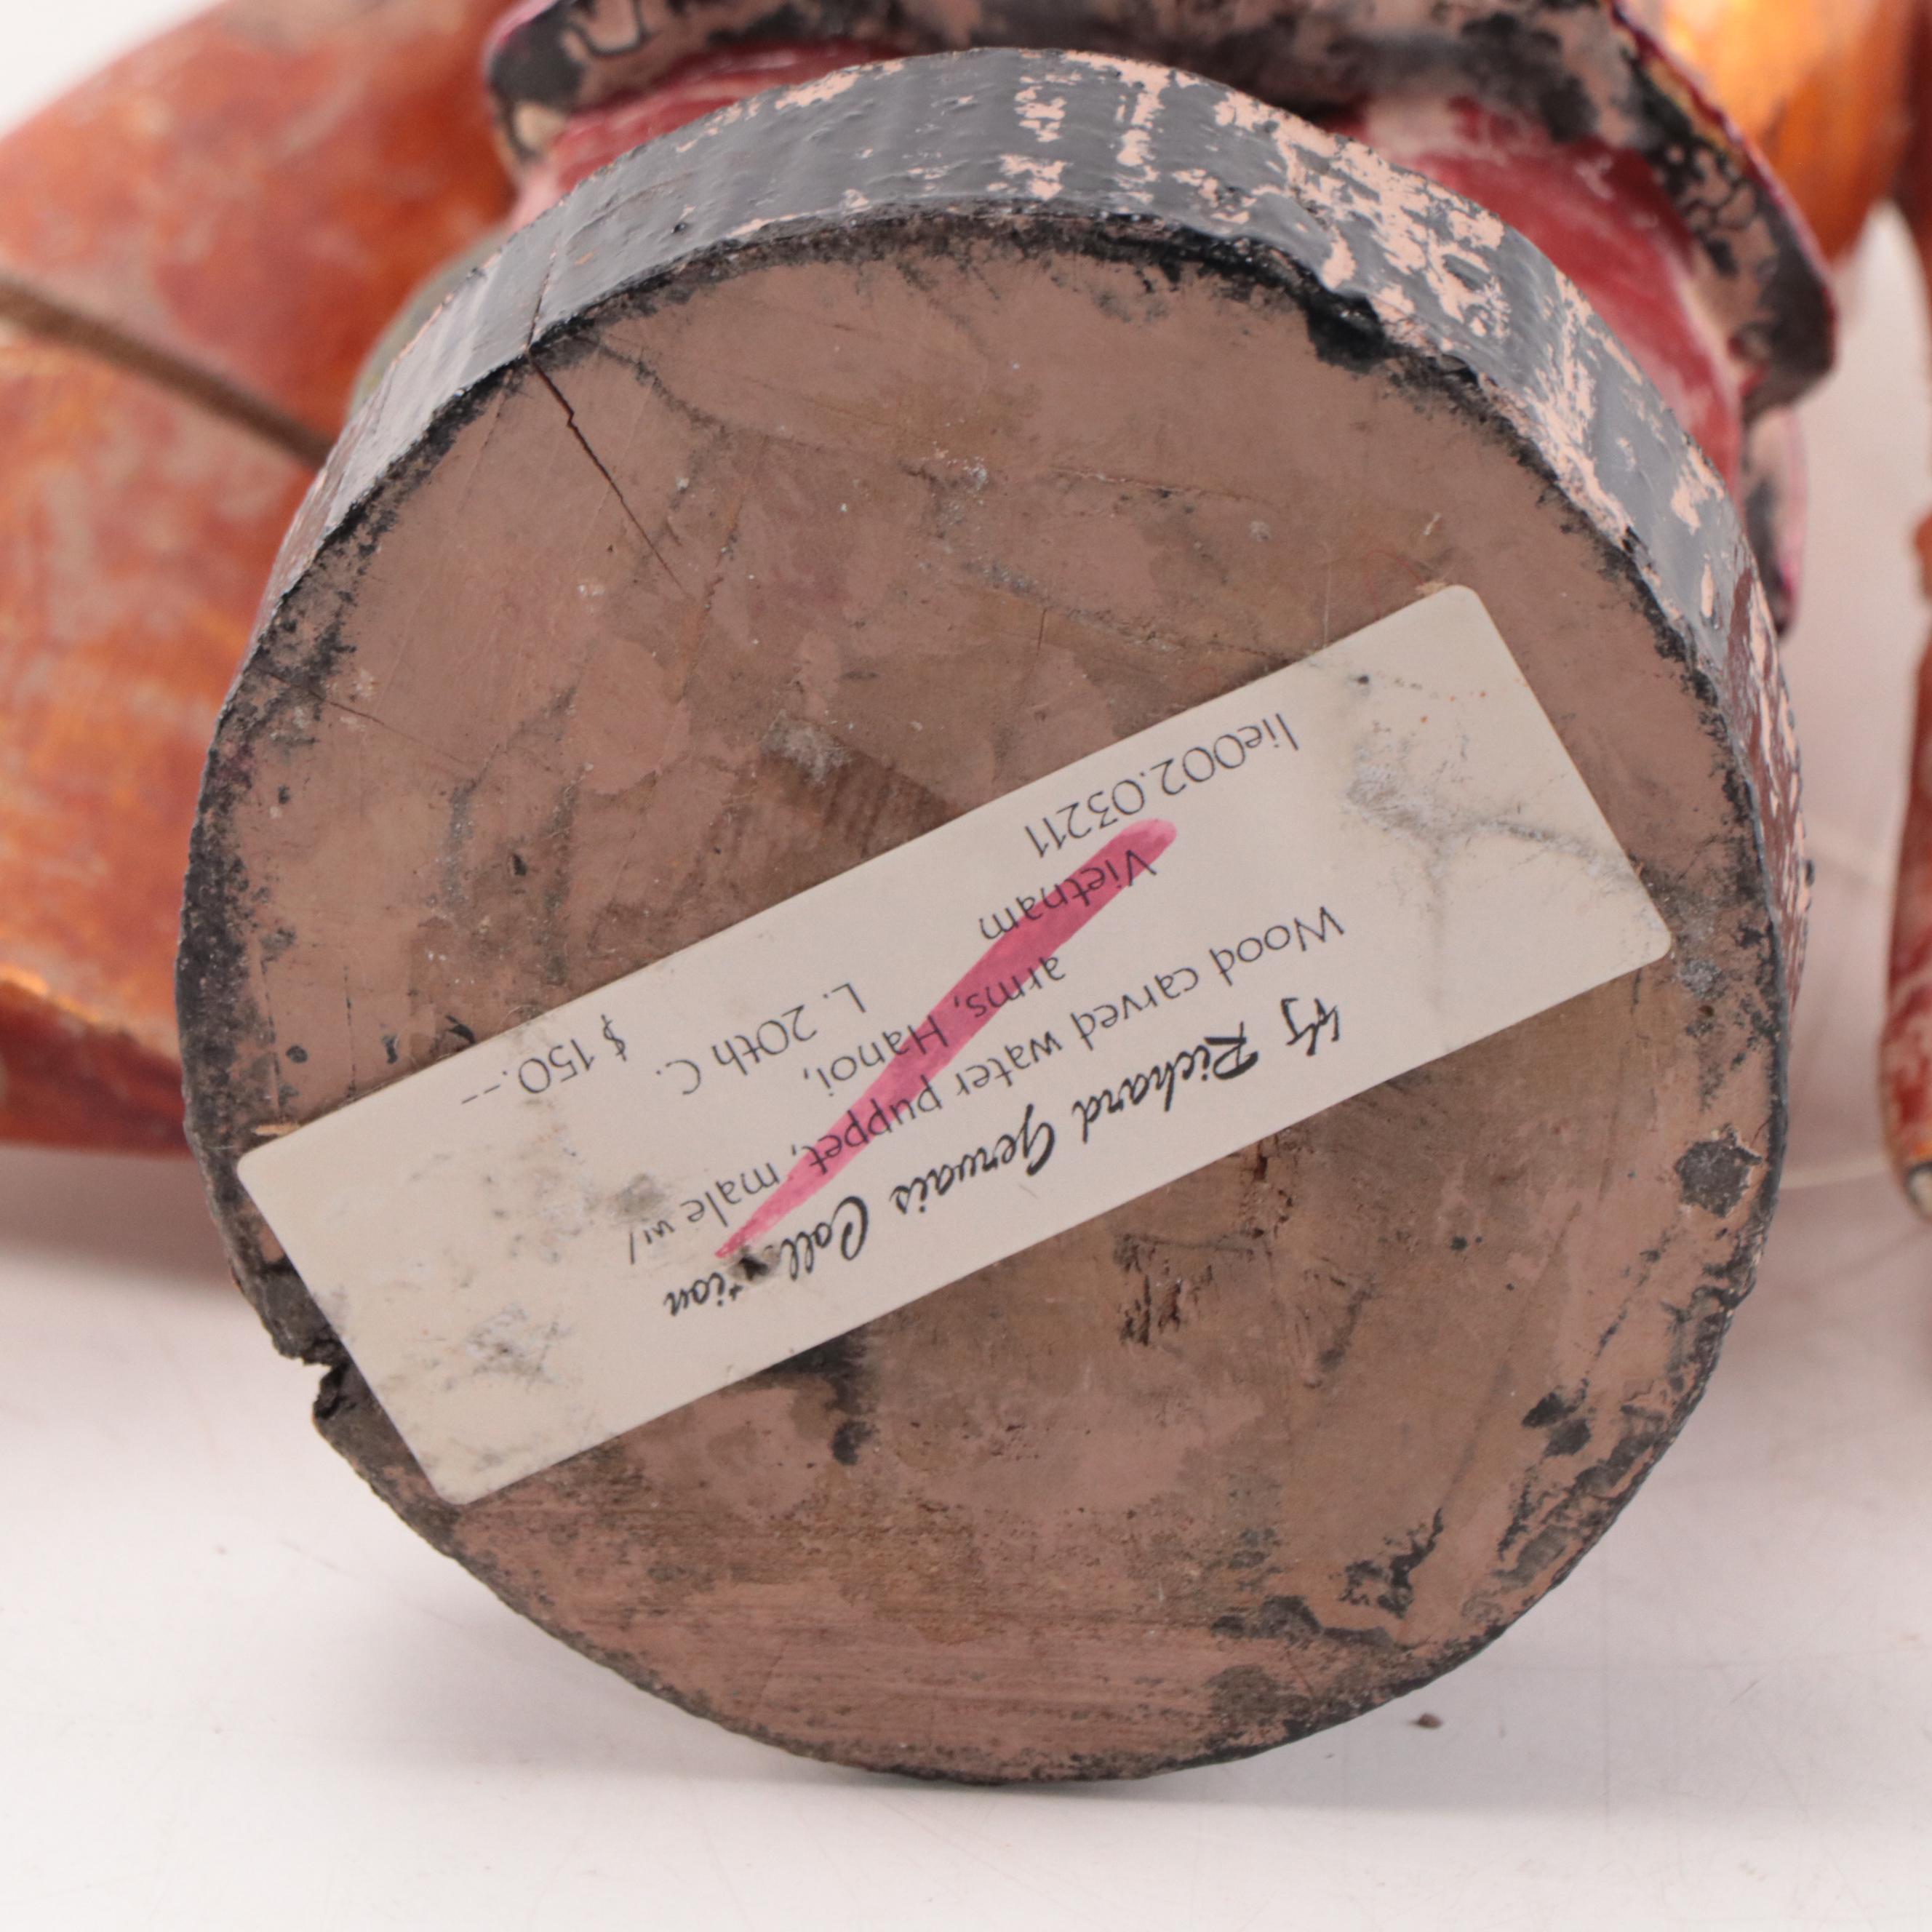 Richard Gervais Collection
Wood carved water puppet, male w/
arms, Hanoi,
Vietnam L. 20th C.
lie002.03211 $150.--